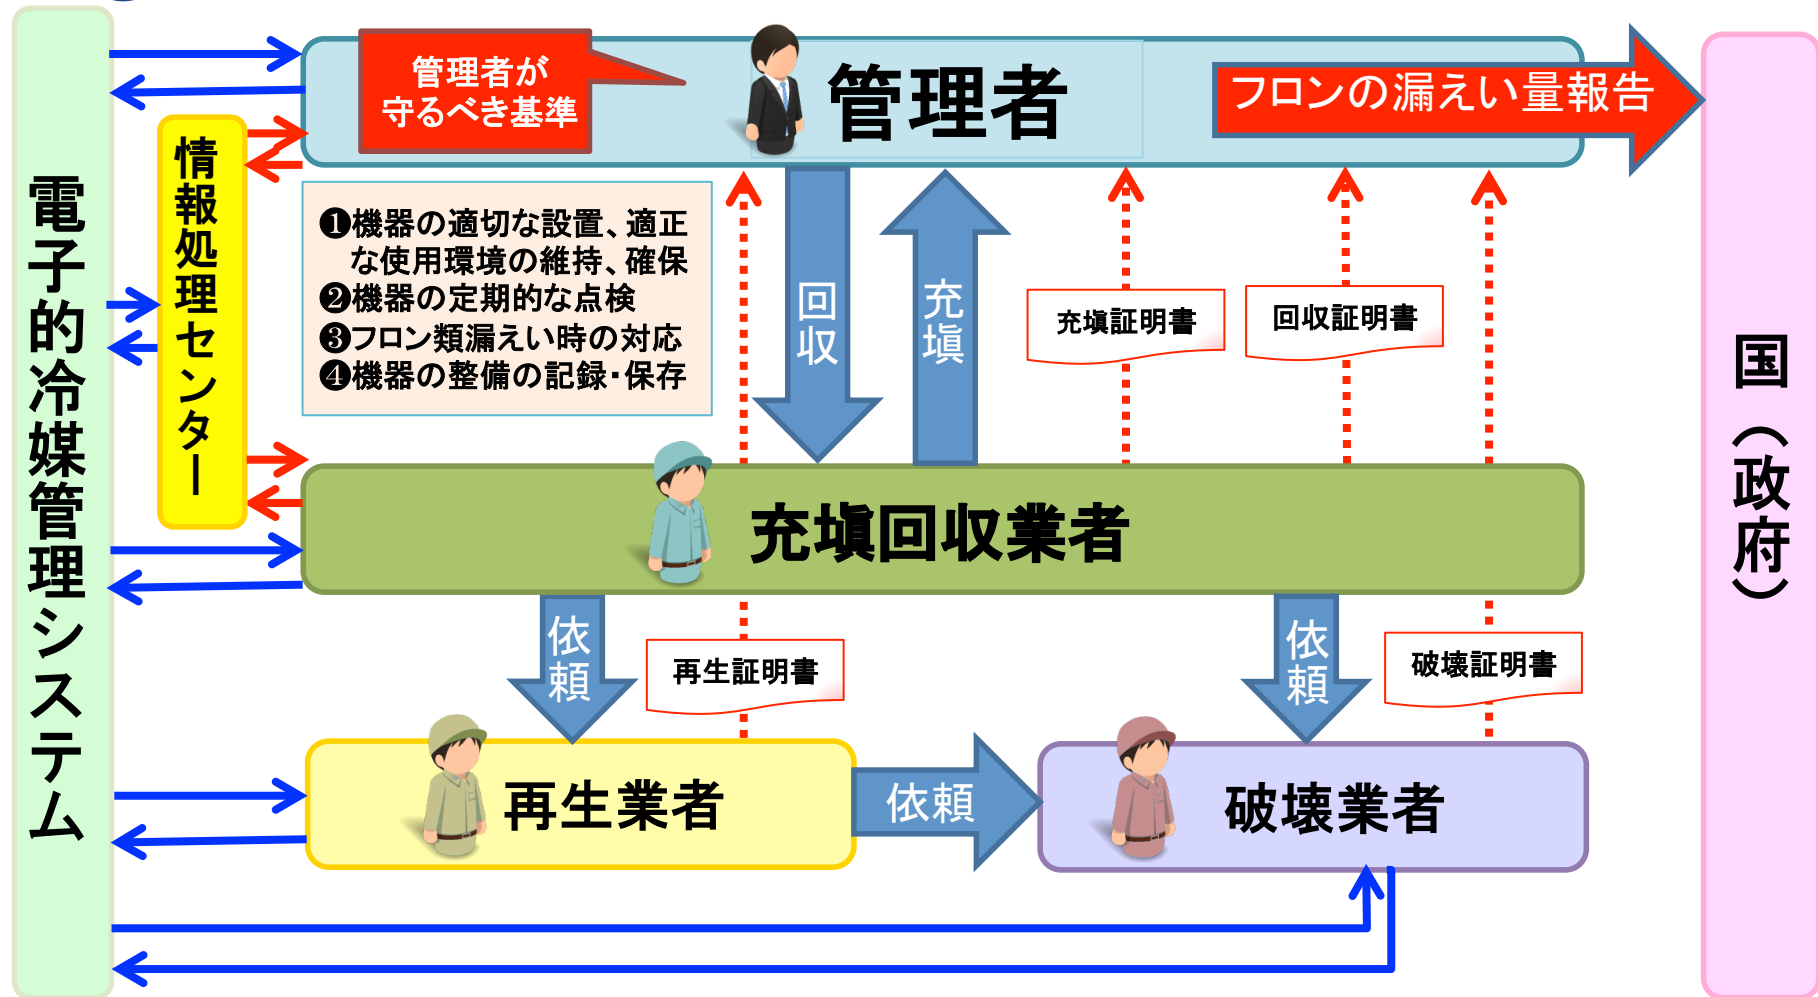 管理者が
守るべき基準
管理者
フロンの漏えい量報告
電子的冷媒管理システム
情報処理センター
❶機器の適切な設置、適正
な使用環境の維持、確保
❷機器の定期的な点検
❸フロン類漏えい時の対応
❹機器の整備の記録・保存
回収
充塡
充塡証明書
回収証明書
国（政府）
充塡回収業者
依頼
再生証明書
依頼
破壊証明書
再生業者
依頼
破壊業者